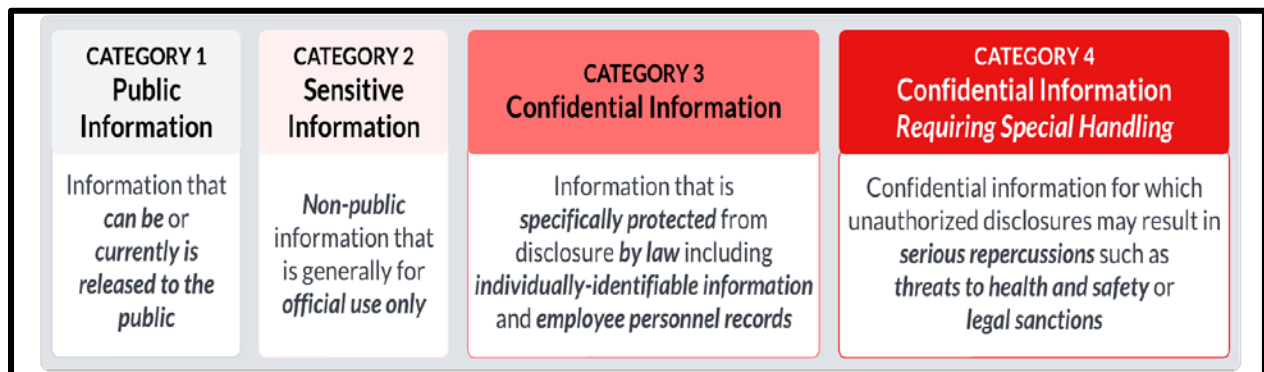 CATEGORY 1
Public
Information
Information that
can be or
currently is
released to the
public
CATEGORY 2
Sensitive
Information
Non-public
information that
is generally for
official use only
CATEGORY 3
Confidential Information
Information that is
specifically protected from
disclosure by law including
individually-identifiable information
and employee personnel records
CATEGORY 4
Confidential Information
Requiring Special Handling
Confidential information for which
unauthorized disclosures may result in
serious repercussions such as
threats to health and safety or
legal sanctions